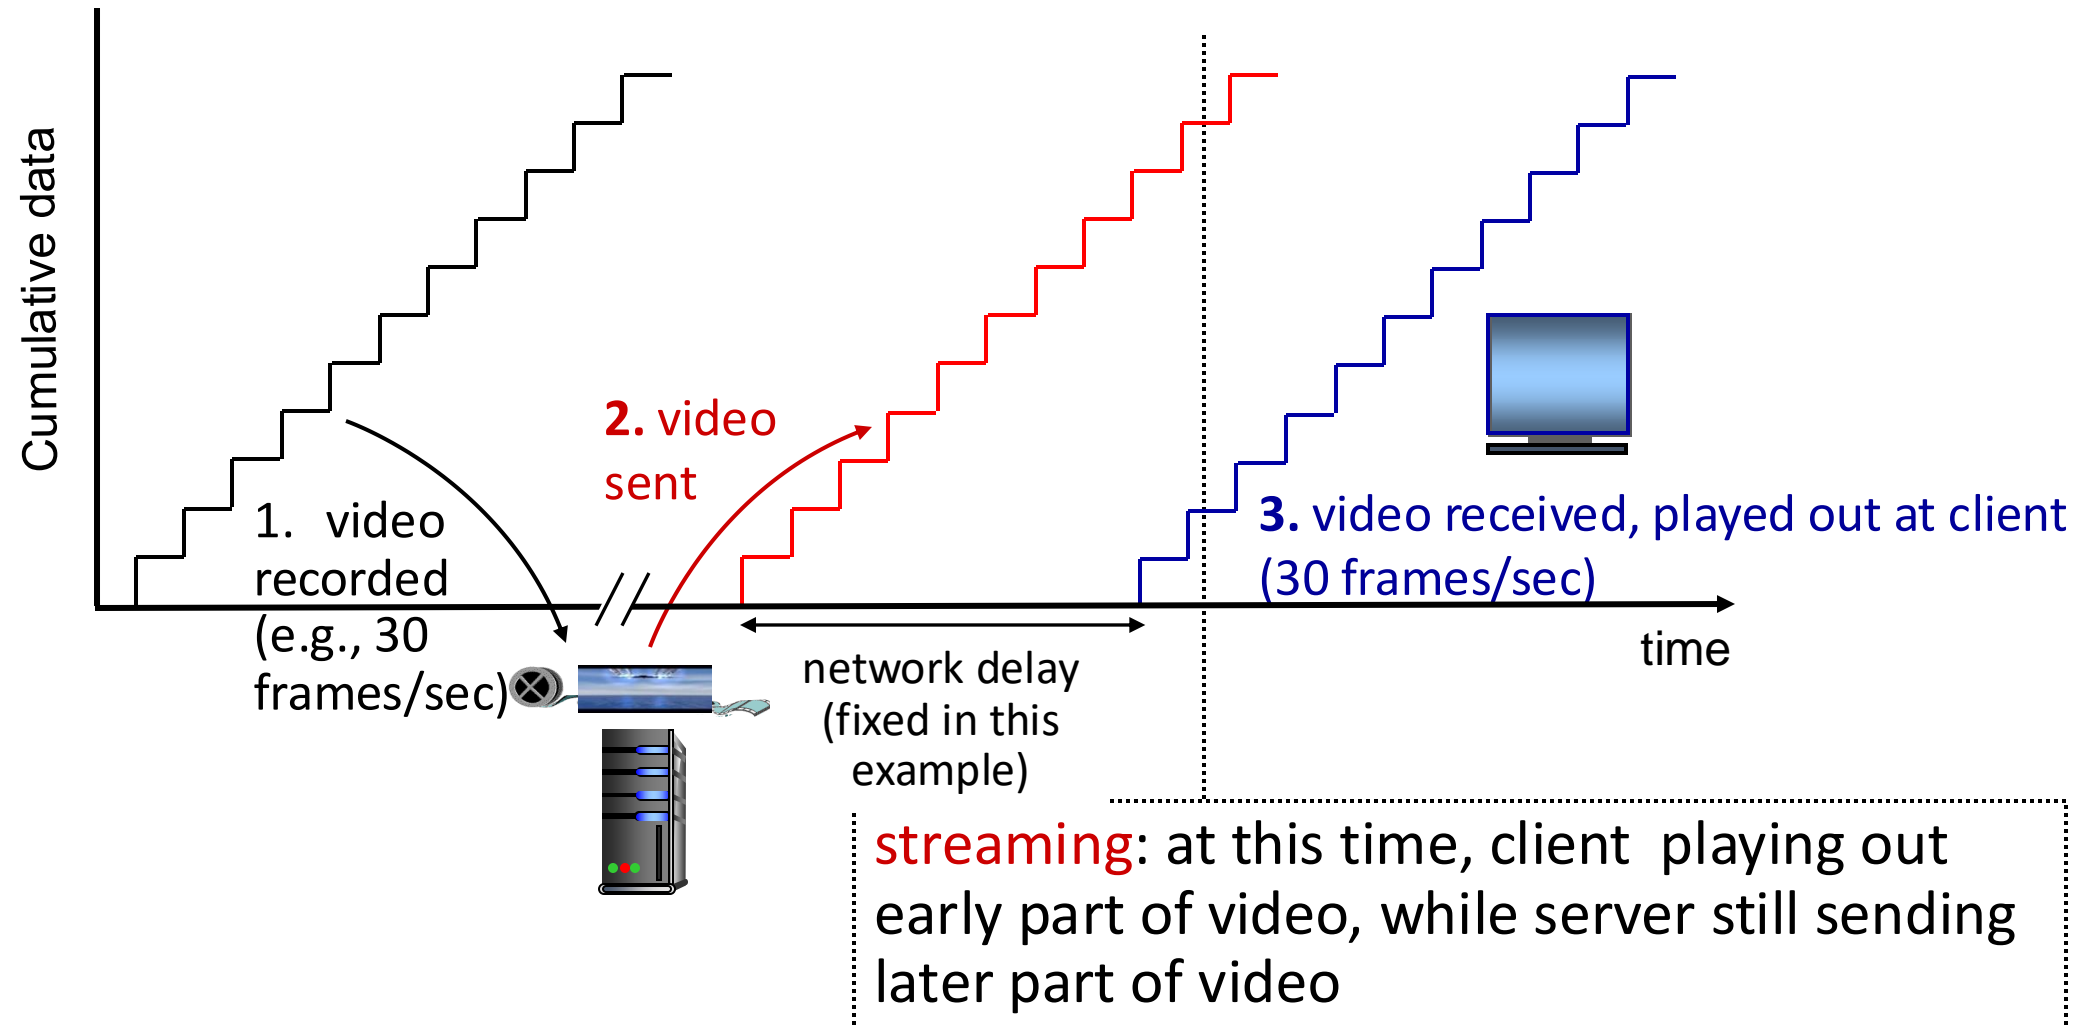 Cumulative data
1. video
recorded
(e.g., 30
frames/sec)
2. video
sent
3. video received, played out at client
(30 frames/sec)
time
network delay
(fixed in this
example)
streaming: at this time, client playing out
early part of video, while server still sending
later part of video